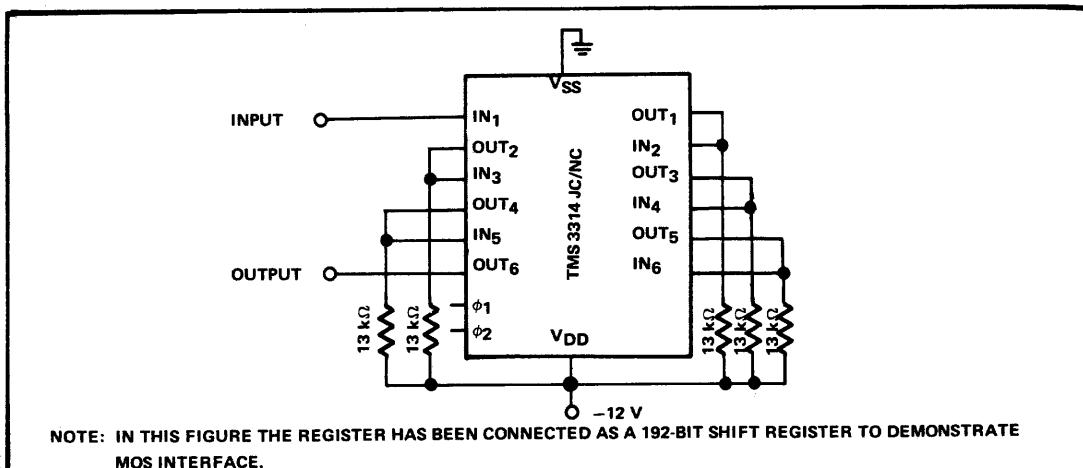 VSS
INPUT
IN1
OUT2
IN3
OUT4
IN5
OUTPUT
OUT6
ϕ1
ϕ2
TMS 3314 JC/NC
OUT1
IN2
OUT3
IN4
OUT5
IN6
VDD
13 kΩ
13 kΩ
13 kΩ
13 kΩ
13 kΩ
−12 V
NOTE: IN THIS FIGURE THE REGISTER HAS BEEN CONNECTED AS A 192-BIT SHIFT REGISTER TO DEMONSTRATE
MOS INTERFACE.